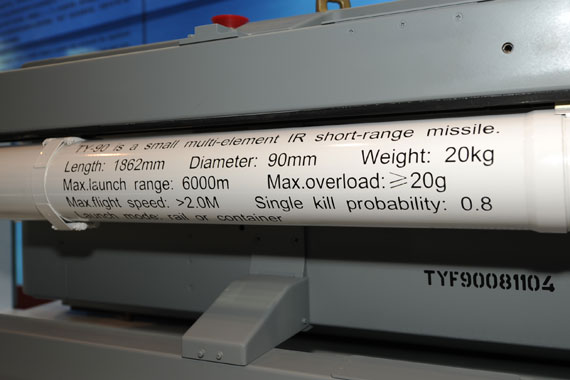 TY-90 is a small multi-element IR short-range missile.
Length: 1862mm Diameter: 90mm Weight: 20kg
Max.launch range: 6000m Max.overload:≥20g
Max.flight speed: >2.0M Single kill probability: 0.8
Launch mode: rail or container
TYF90081104